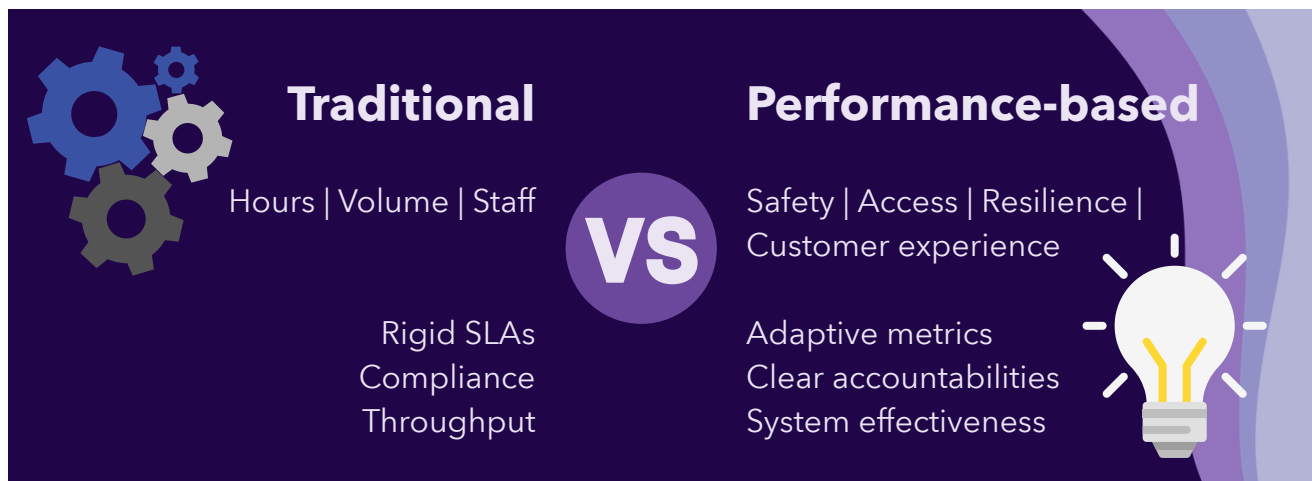 Traditional
Hours | Volume | Staff
Rigid SLAs
Compliance
Throughput
VS
Performance-based
Safety | Access | Resilience |
Customer experience
Adaptive metrics
Clear accountabilities
System effectiveness